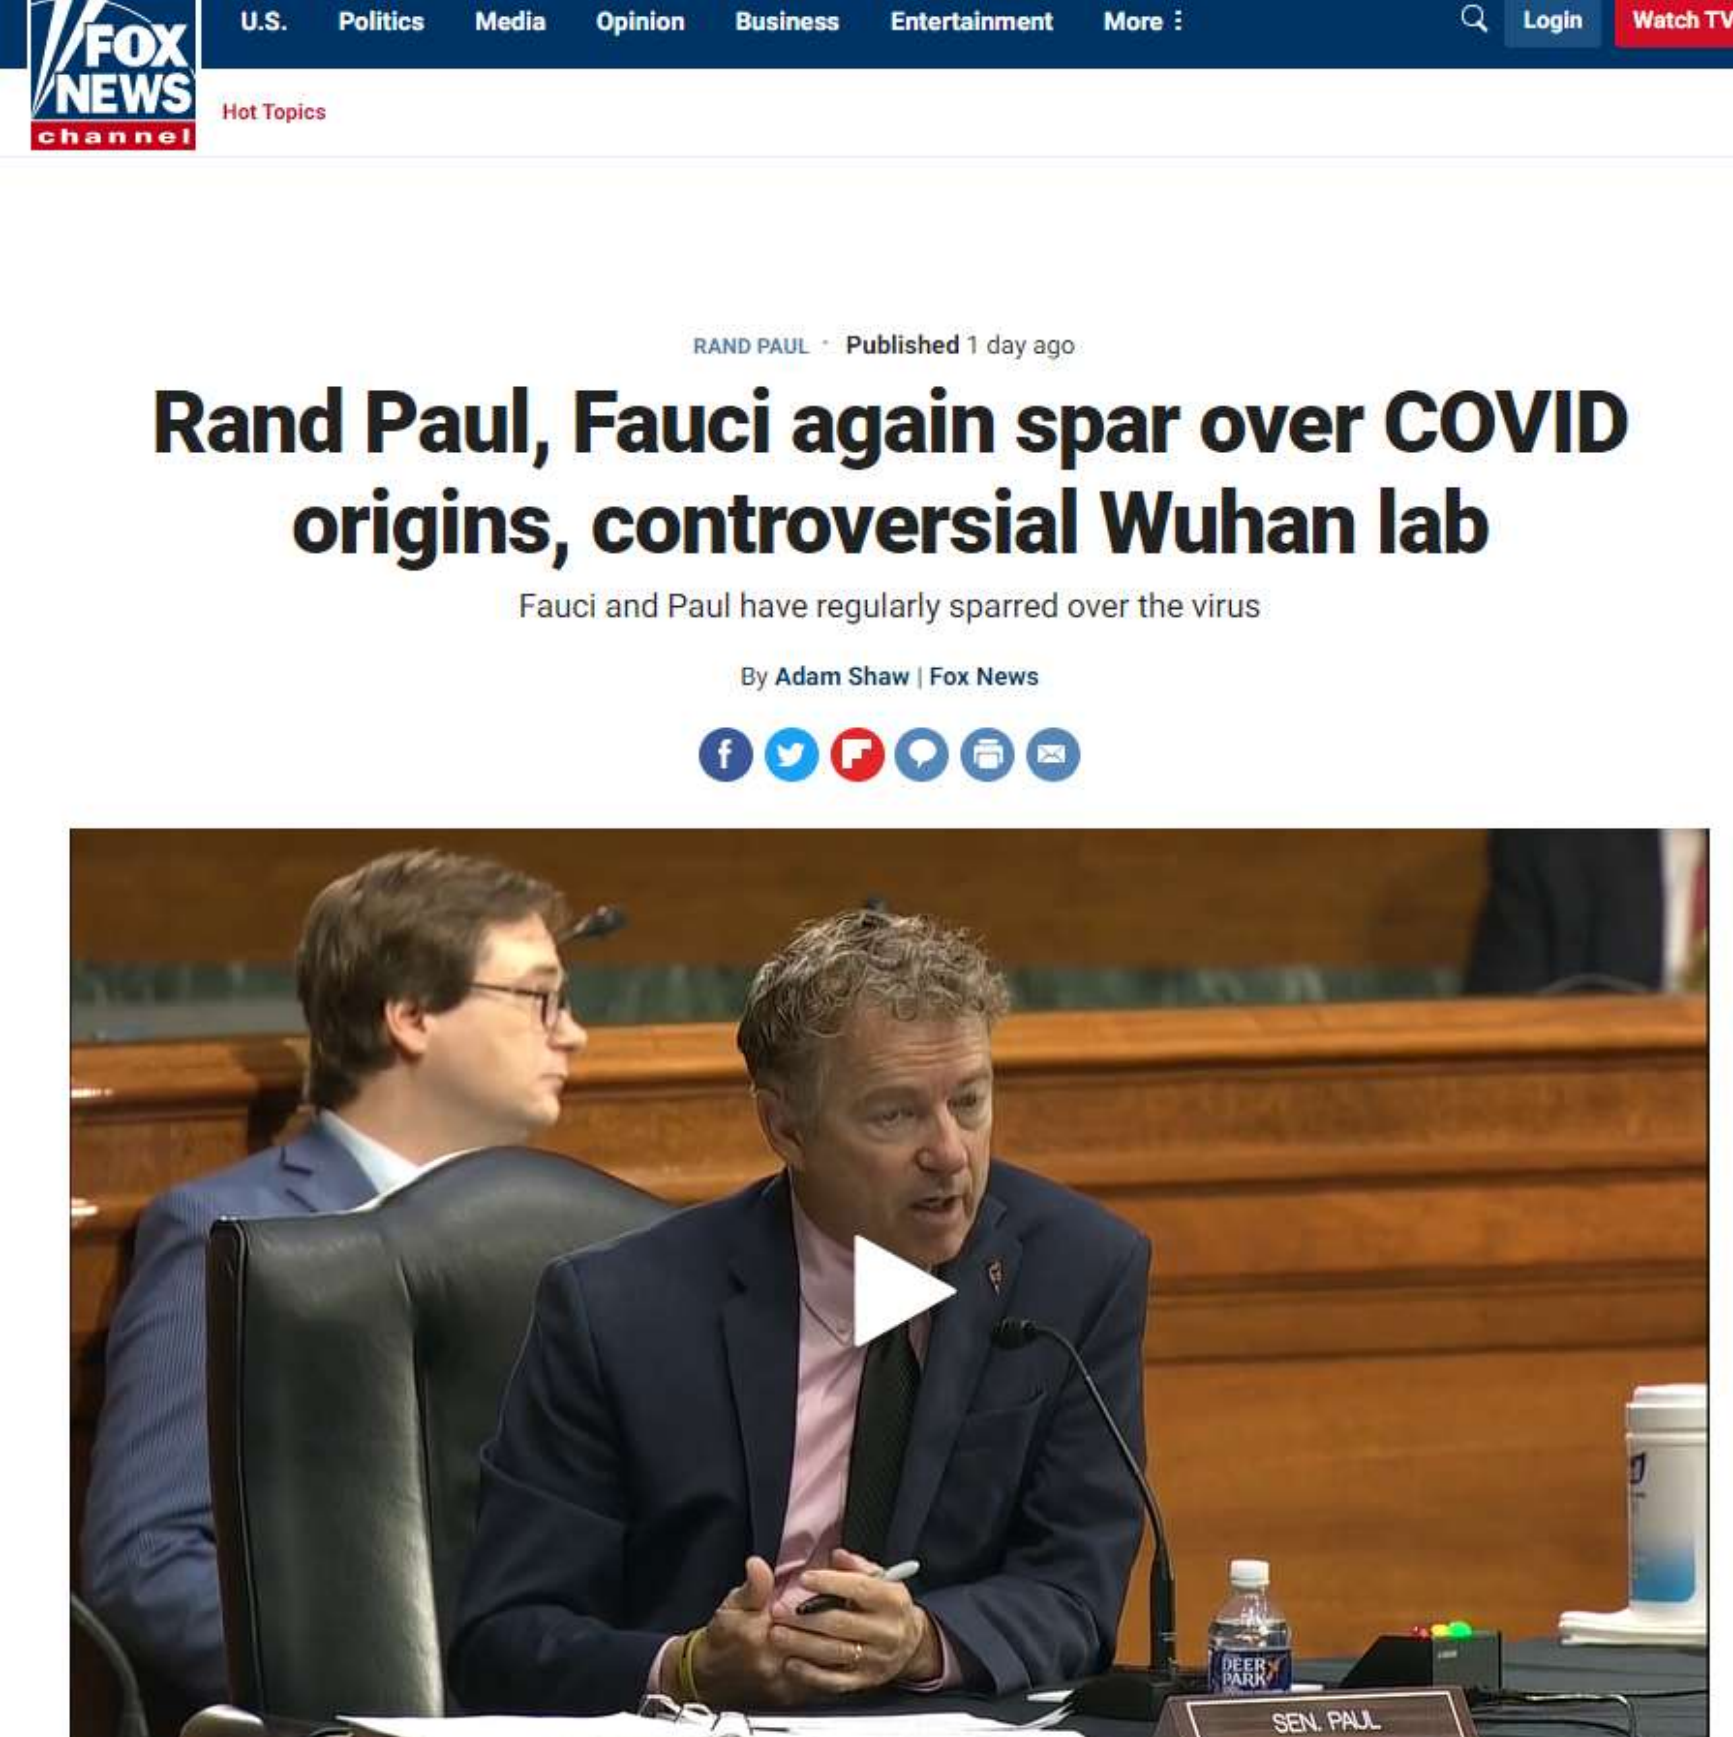 U.S. Politics Media Opinion Business Entertainment More Login Watch TV
FOX
NEWS
channel
Hot Topics
RAND PAUL · Published 1 day ago
Rand Paul, Fauci again spar over COVID
origins, controversial Wuhan lab
Fauci and Paul have regularly sparred over the virus
By Adam Shaw | Fox News
DEER
PARK
SEN. PAUL